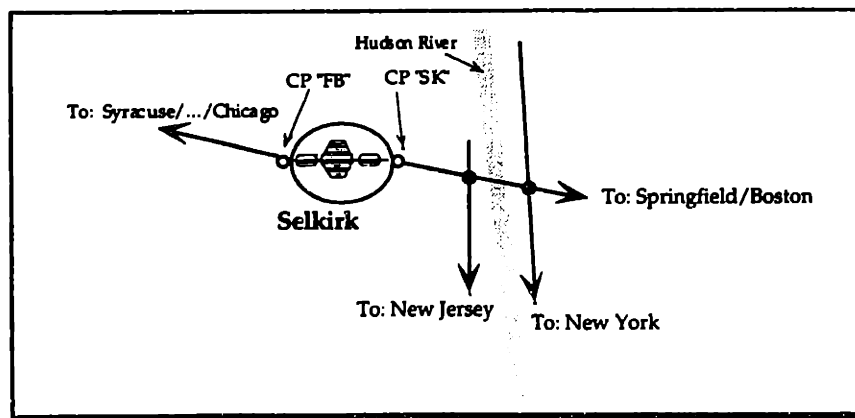 Hudson River
CP "FB"
CP "SK"
To: Syracuse/.../Chicago
Selkirk
To: Springfield/Boston
To: New Jersey
To: New York